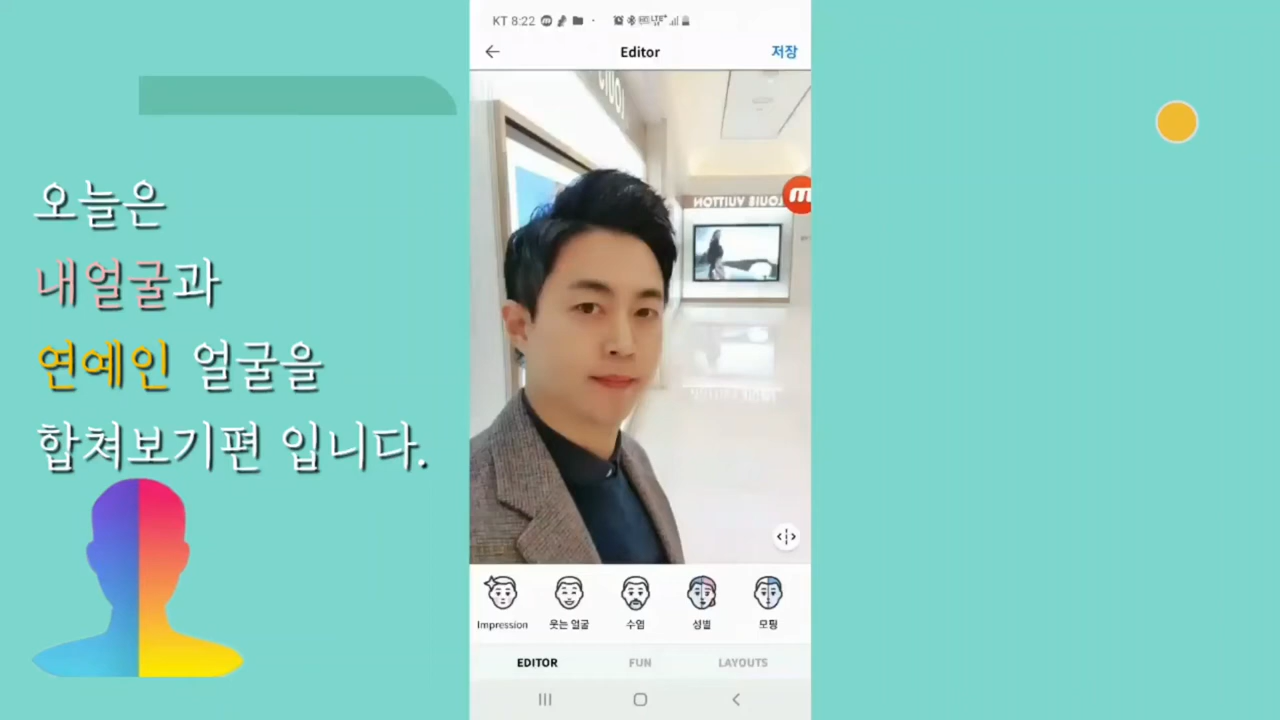 KT 8:22
Editor
저장
오늘은
내얼굴과
연예인 얼굴을
합쳐보기편 입니다.
LOUIS
LOUIS VUITTON
Impression
웃는 얼굴
수염
성별
모핑
EDITOR
FUN
LAYOUTS